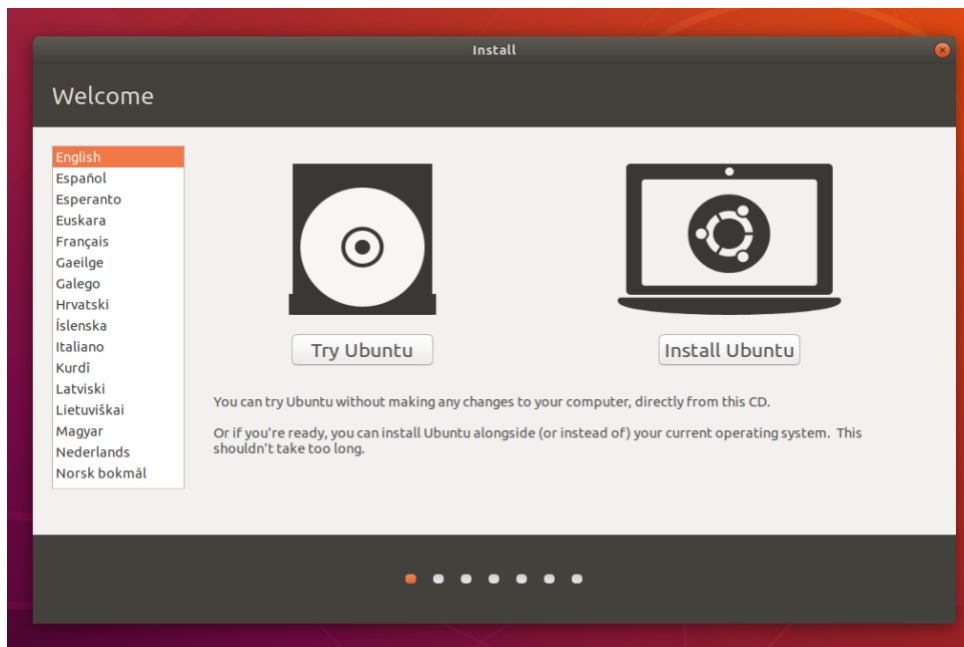 Install
Welcome
English
Español
Esperanto
Euskara
Français
Gaeilge
Galego
Hrvatski
Íslenska
Italiano
Kurdî
Latviski
Lietuviškai
Magyar
Nederlands
Norsk bokmål
Try Ubuntu
Install Ubuntu
You can try Ubuntu without making any changes to your computer, directly from this CD.
Or if you're ready, you can install Ubuntu alongside (or instead of) your current operating system. This
shouldn't take too long.